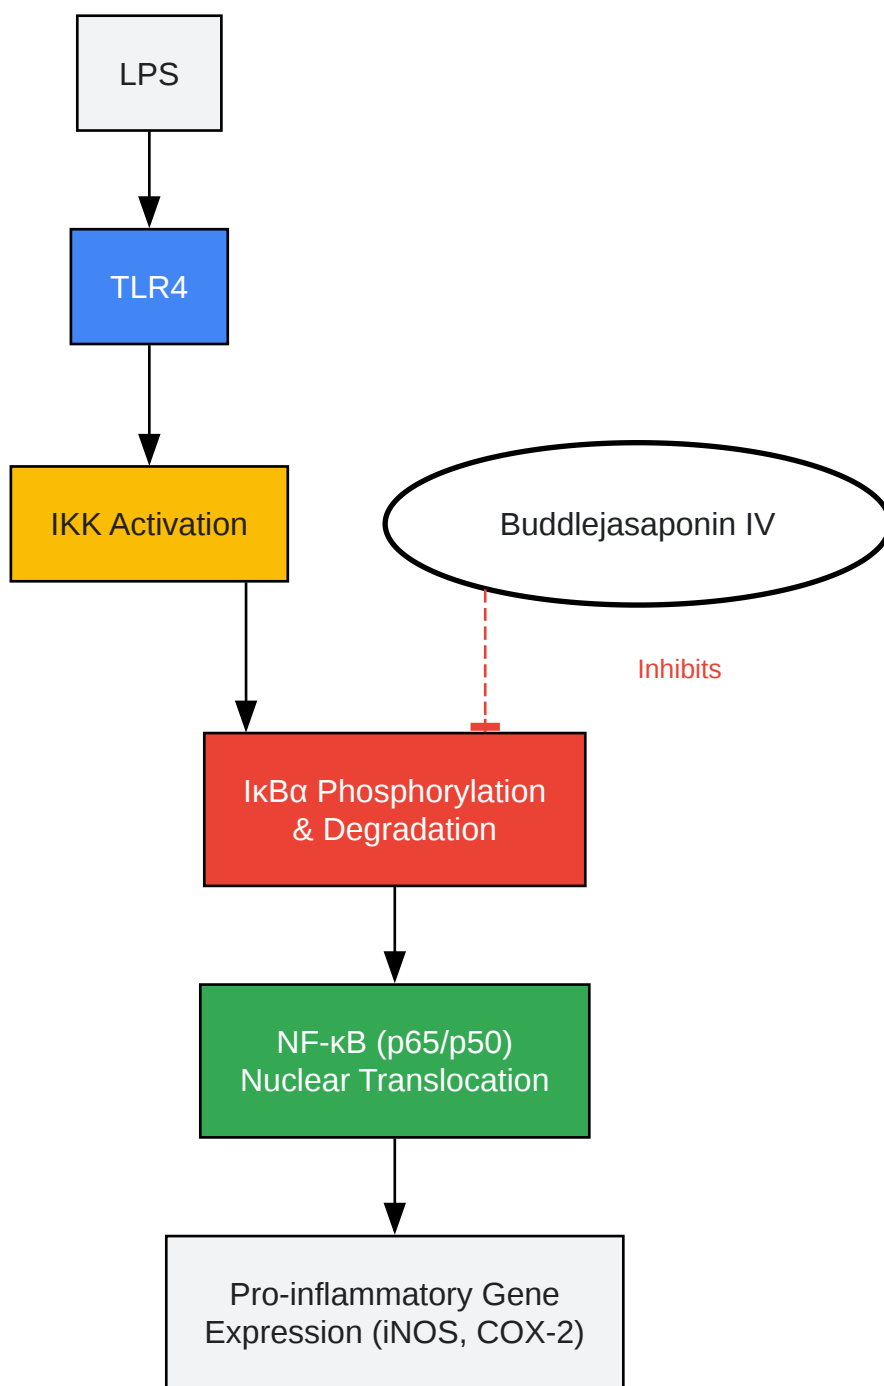 LPS
TLR4
IKK Activation
Buddlejasaponin IV
Inhibits
IκBα Phosphorylation
& Degradation
NF-κB (p65/p50)
Nuclear Translocation
Pro-inflammatory Gene
Expression (iNOS, COX-2)